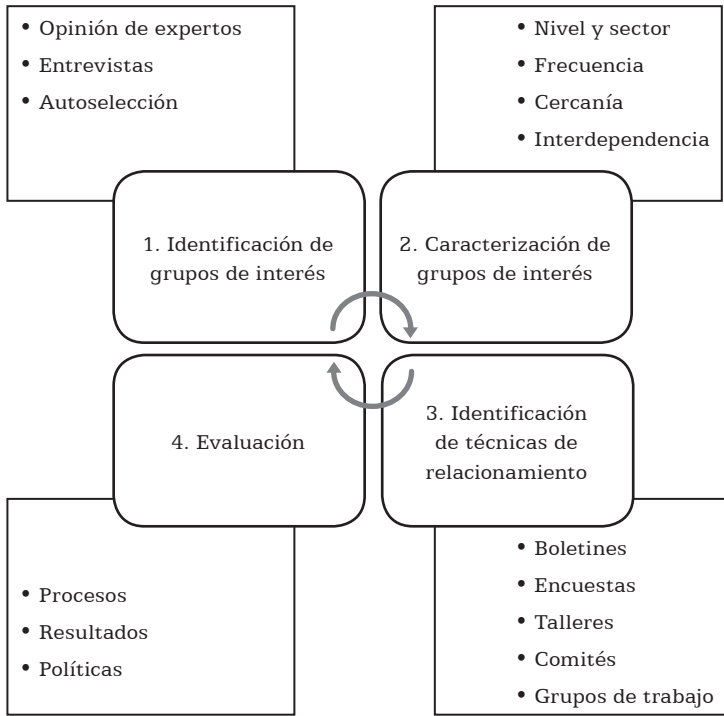 • Opinión de expertos
• Entrevistas
• Autoselección
• Nivel y sector
• Frecuencia
• Cercanía
• Interdependencia
1. Identificación de
grupos de interés
2. Caracterización de
grupos de interés
3. Identificación
de técnicas de
relacionamiento
4. Evaluación
• Boletines
• Encuestas
• Talleres
• Comités
• Grupos de trabajo
• Procesos
• Resultados
• Políticas